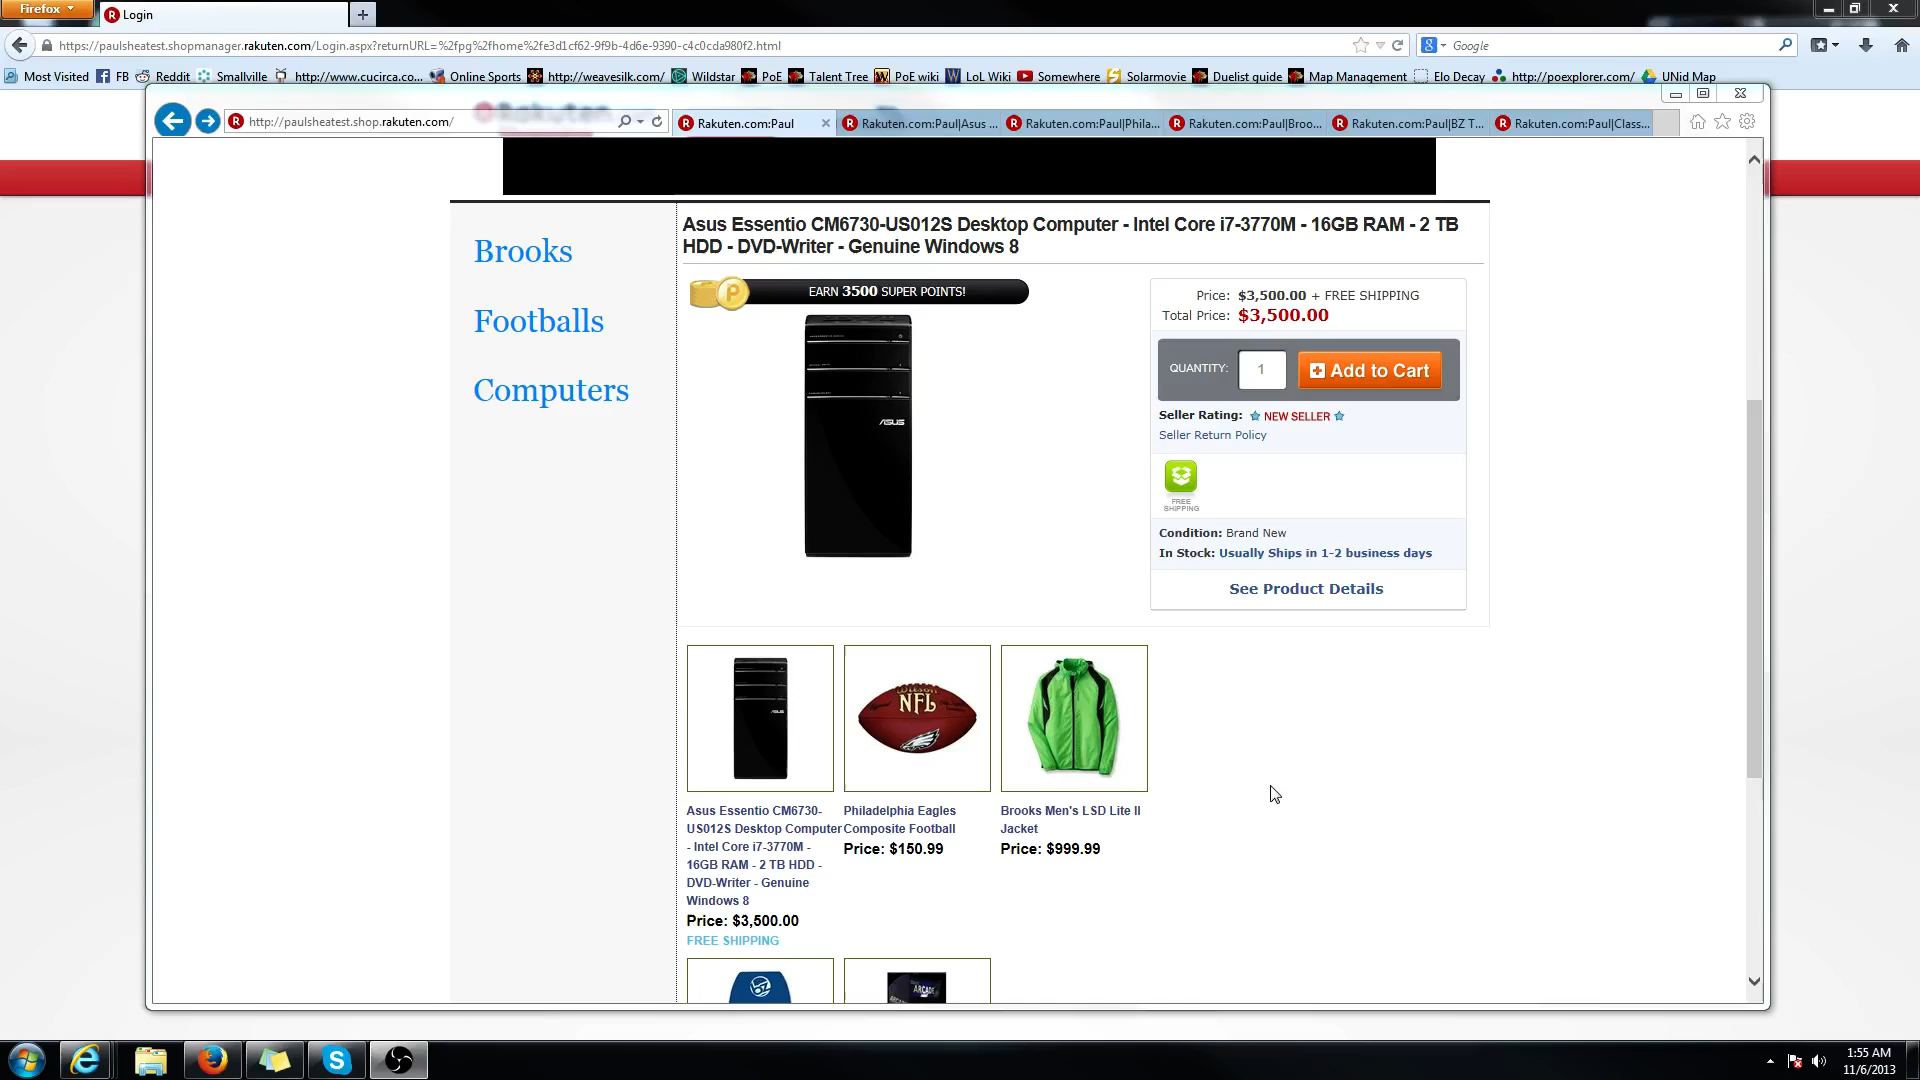 Firefox
Login
https://paulsheatest.shopmanager.rakuten.com/Login.aspx?returnURL=%2fpg%2fhome%2fe3d1cf62-9f9b-4d6e-9390-c4c0cda980f2.html
Google
Most Visited FB Reddit Smallville http://www.cucirca.co... Online Sports http://weavesilk.com/ Wildstar PoE Talent Tree PoE wiki LoL Wiki Somewhere Solarmovie Duelist guide Map Management Elo Decay http://poexplorer.com/ UNid Map
Rakuten
http://paulsheatest.shop.rakuten.com/
Rakuten.com:Paul
Rakuten.com:Paul|Asus ...
Rakuten.com:Paul|Phila...
Rakuten.com:Paul|Broo...
Rakuten.com:Paul|BZ T...
Rakuten.com:Paul|Class...
Brooks
Footballs
Computers
Asus Essentio CM6730-US012S Desktop Computer - Intel Core i7-3770M - 16GB RAM - 2 TB
HDD - DVD-Writer - Genuine Windows 8
P
EARN 3500 SUPER POINTS!
ASUS
Price: $3,500.00 + FREE SHIPPING
Total Price: $3,500.00
QUANTITY: 1 Add to Cart
Seller Rating: NEW SELLER
Seller Return Policy
FREE
SHIPPING
Condition: Brand New
In Stock: Usually Ships in 1-2 business days
See Product Details
ASUS
Wilson
NFL
Asus Essentio CM6730-
US012S Desktop Computer
- Intel Core i7-3770M -
16GB RAM - 2 TB HDD -
DVD-Writer - Genuine
Windows 8
Price: $3,500.00
FREE SHIPPING
Philadelphia Eagles
Composite Football
Price: $150.99
Brooks Men's LSD Lite II
Jacket
Price: $999.99
ARCADE
1:55 AM
11/6/2013